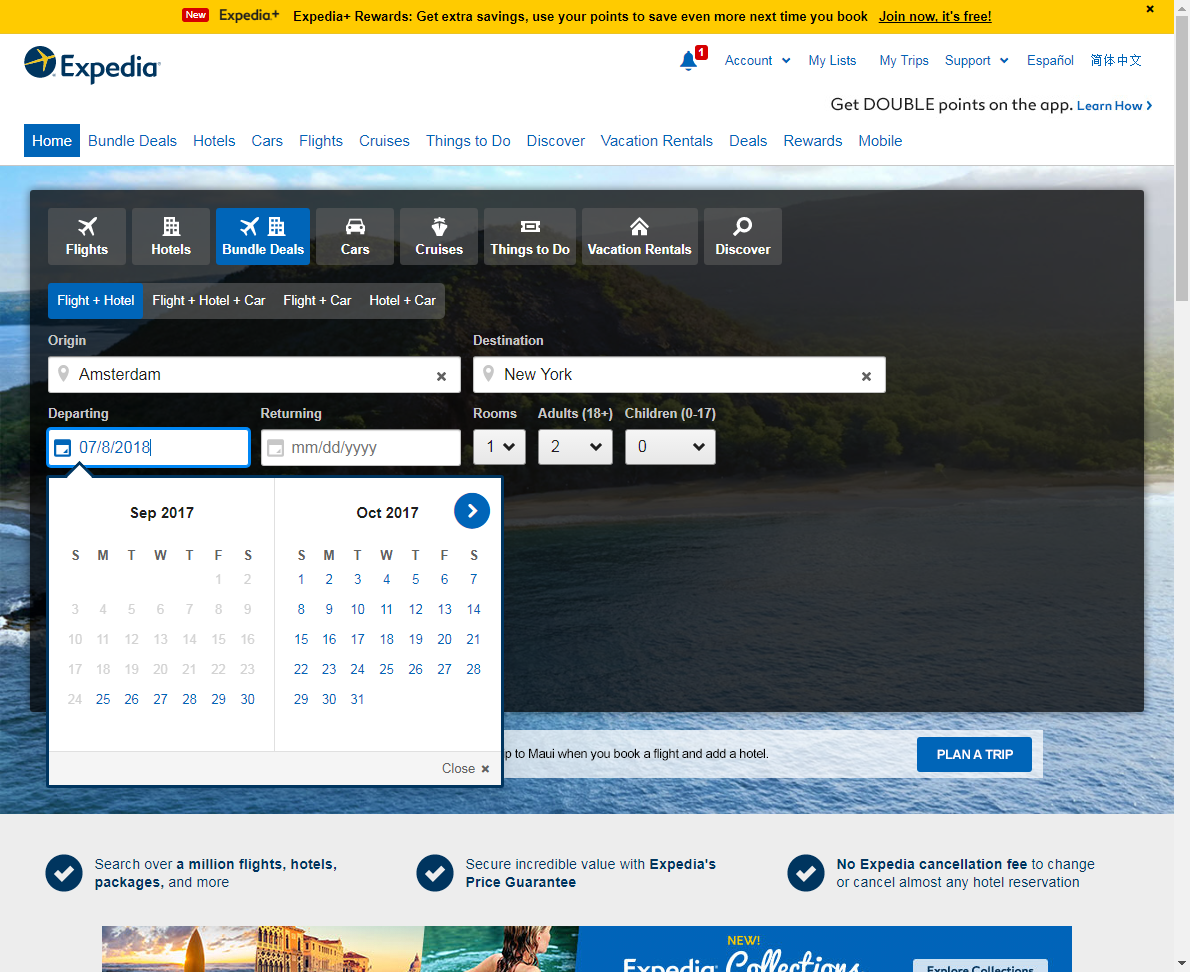 New Expedia+ Expedia+ Rewards: Get extra savings, use your points to save even more next time you book Join now, it's free!
Expedia
1 Account My Lists My Trips Support Español 简体中文
Get DOUBLE points on the app. Learn How
Home Bundle Deals Hotels Cars Flights Cruises Things to Do Discover Vacation Rentals Deals Rewards Mobile
Flights Hotels Bundle Deals Cars Cruises Things to Do Vacation Rentals Discover
Flight + Hotel Flight + Hotel + Car Flight + Car Hotel + Car
Origin Destination
Amsterdam New York
Departing Returning Rooms Adults (18+) Children (0-17)
07/8/2018 mm/dd/yyyy 1 2 0
Sep 2017 Oct 2017
S M T W T F S S M T W T F S
1 2 1 2 3 4 5 6 7
3 4 5 6 7 8 9 8 9 10 11 12 13 14
10 11 12 13 14 15 16 15 16 17 18 19 20 21
17 18 19 20 21 22 23 22 23 24 25 26 27 28
24 25 26 27 28 29 30 29 30 31
p to Maui when you book a flight and add a hotel. PLAN A TRIP
Close
Search over a million flights, hotels, packages, and more
Secure incredible value with Expedia's Price Guarantee
No Expedia cancellation fee to change or cancel almost any hotel reservation
NEW!
Expedia Collections Explore Collections